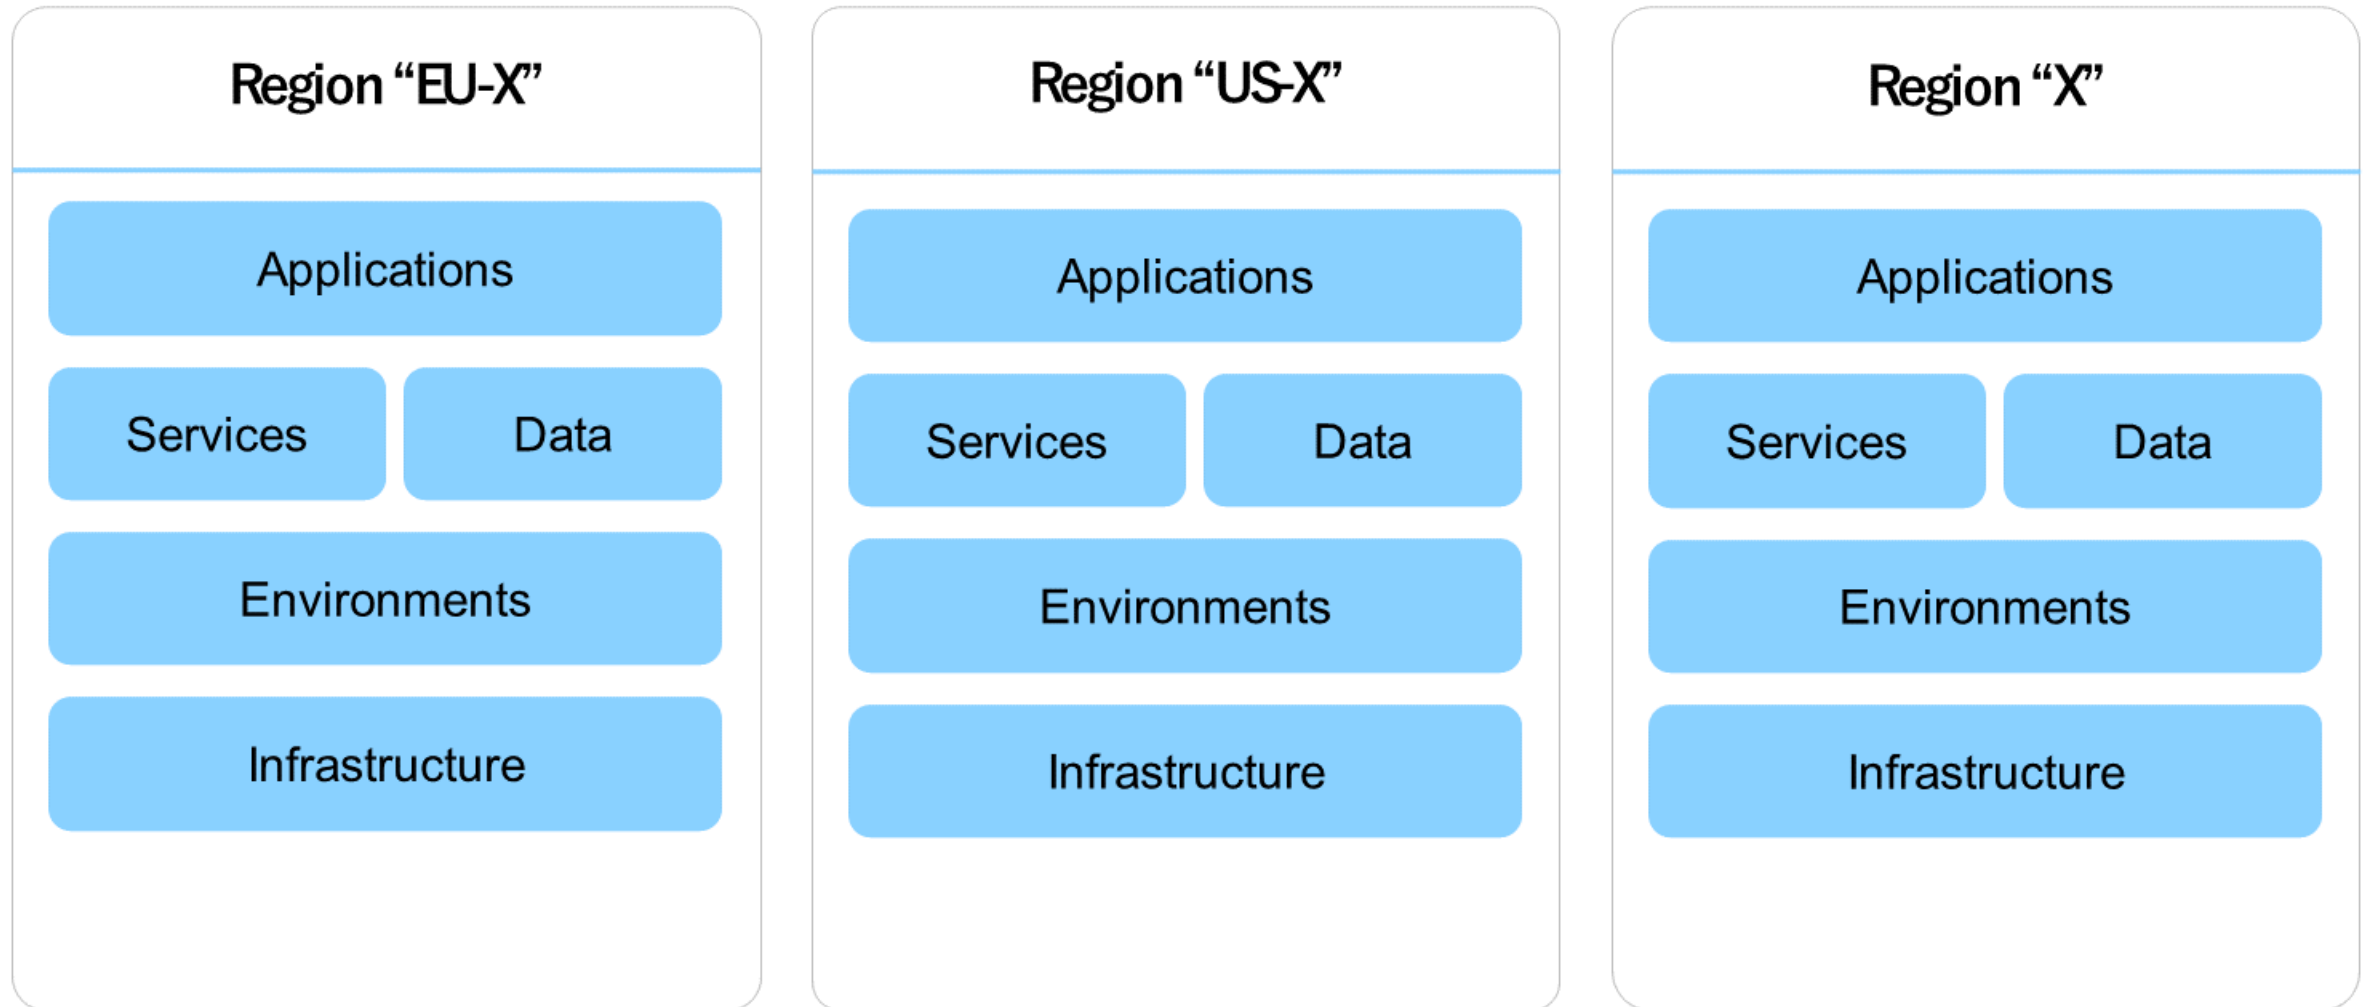 Region “EU-X”
Applications
Services
Data
Environments
Infrastructure
Region “US-X”
Applications
Services
Data
Environments
Infrastructure
Region “X”
Applications
Services
Data
Environments
Infrastructure